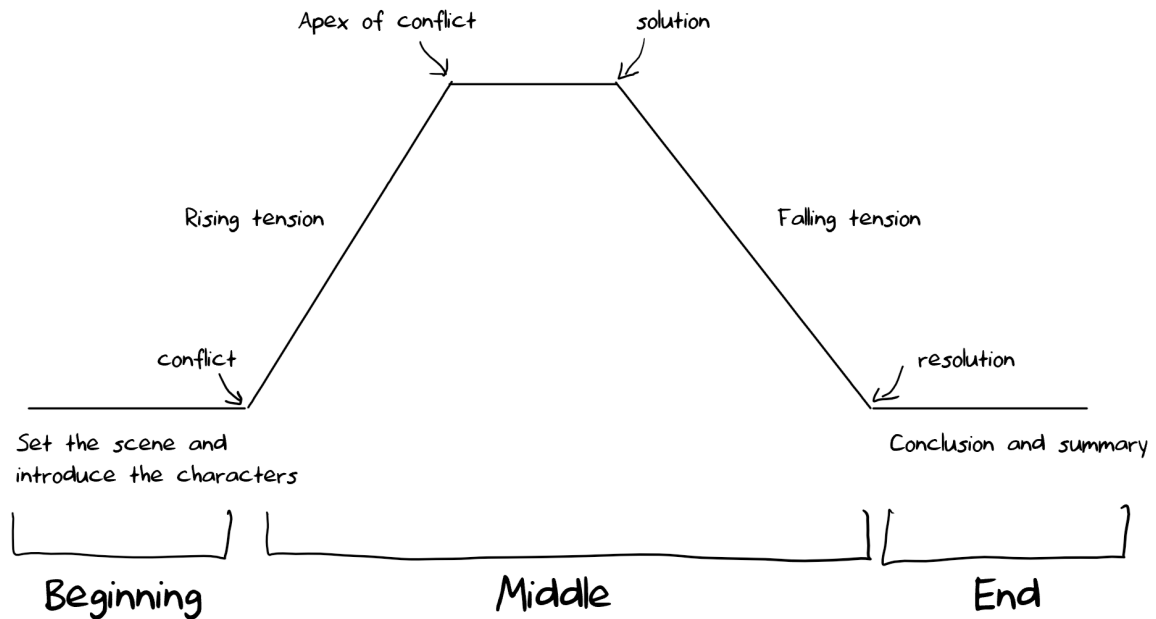 Apex of conflict
solution
Rising tension
Falling tension
conflict
resolution
Set the scene and
introduce the characters
Conclusion and summary
Beginning
Middle
End